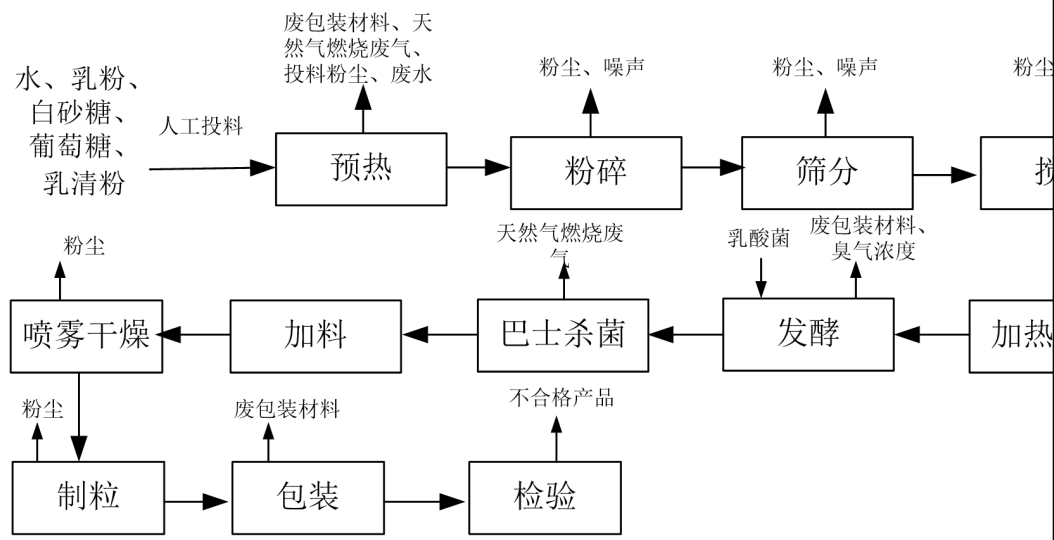 废包装材料、天
然气燃烧废气、
投料粉尘、废水
粉尘、噪声
粉尘、噪声
粉尘
水、乳粉、
白砂糖、
葡萄糖、
乳清粉
人工投料
预热
粉碎
筛分
粉尘
天然气燃烧废
气
乳酸菌
废包装材料、
臭气浓度
喷雾干燥
加料
巴士杀菌
发酵
加热
粉尘
废包装材料
不合格产品
制粒
包装
检验